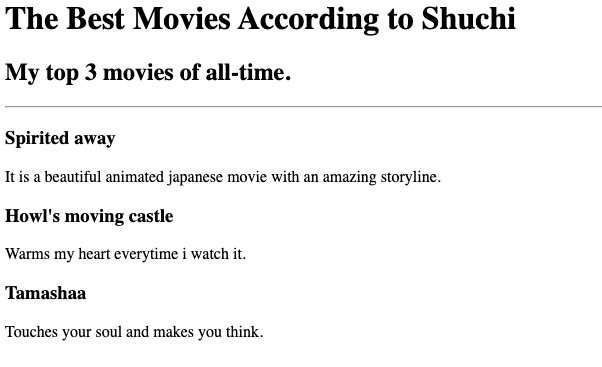 The Best Movies According to Shuchi
My top 3 movies of all-time.
Spirited away
It is a beautiful animated japanese movie with an amazing storyline.
Howl's moving castle
Warms my heart everytime i watch it.
Tamashaa
Touches your soul and makes you think.